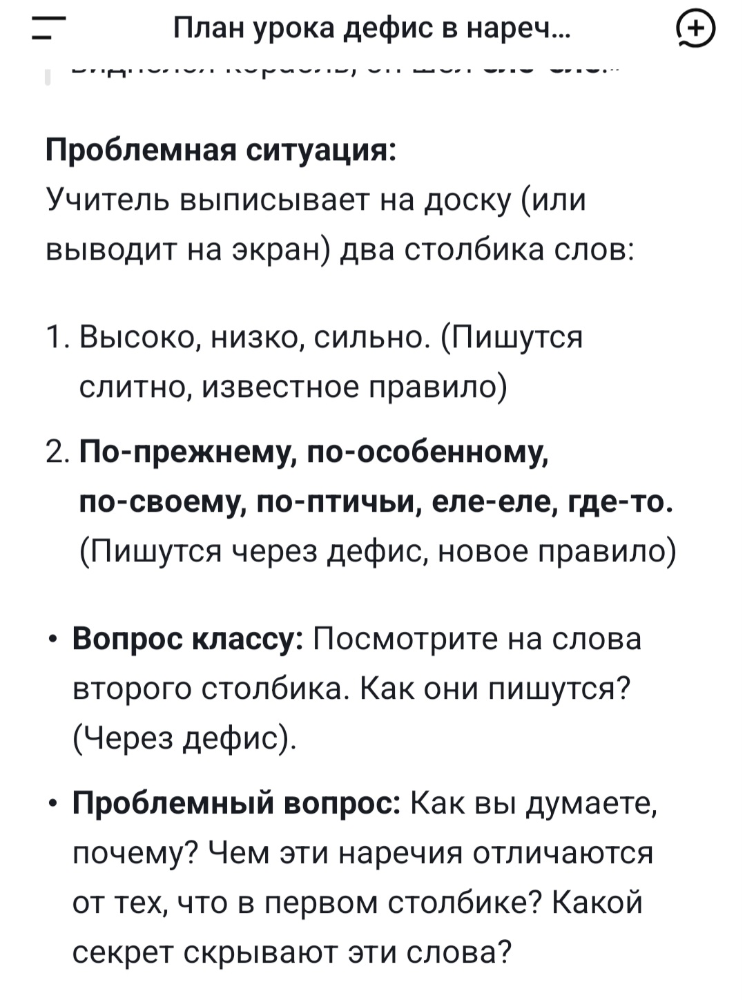 План урока дефис в нареч...
Проблемная ситуация:
Учитель выписывает на доску (или
выводит на экран) два столбика слов:
1. Высоко, низко, сильно. (Пишутся
слитно, известное правило)
2. По-прежнему, по-особенному,
по-своему, по-птичьи, еле-еле, где-то.
(Пишутся через дефис, новое правило)
• Вопрос классу: Посмотрите на слова
второго столбика. Как они пишутся?
(Через дефис).
• Проблемный вопрос: Как вы думаете,
почему? Чем эти наречия отличаются
от тех, что в первом столбике? Какой
секрет скрывают эти слова?